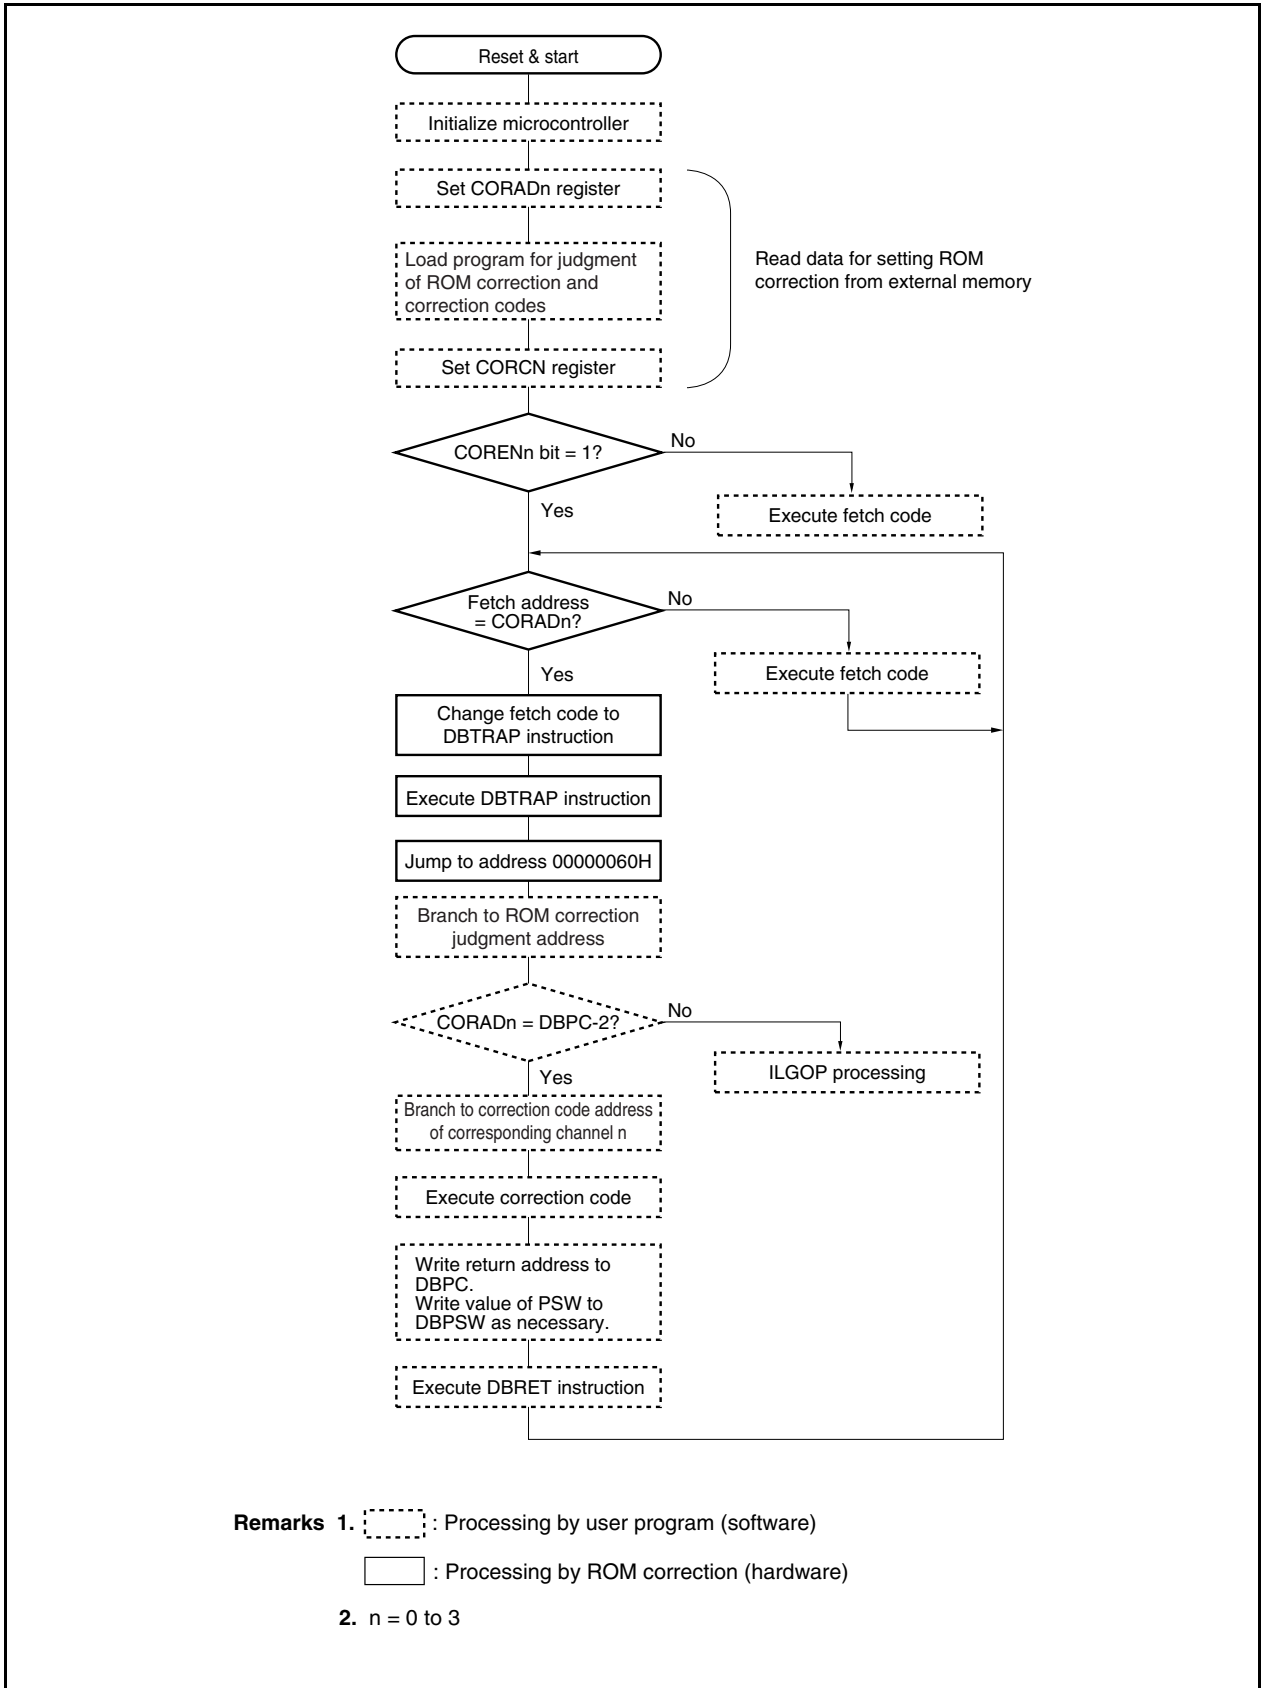 Reset & start
Initialize microcontroller
Set CORADn register
Load program for judgment
of ROM correction and
correction codes
Read data for setting ROM
correction from external memory
Set CORCN register
CORENn bit = 1?
No
Execute fetch code
Yes
Fetch address
= CORADn?
No
Execute fetch code
Yes
Change fetch code to
DBTRAP instruction
Execute DBTRAP instruction
Jump to address 00000060H
Branch to ROM correction
judgment address
CORADn = DBPC-2?
No
ILGOP processing
Yes
Branch to correction code address
of corresponding channel n
Execute correction code
Write return address to
DBPC.
Write value of PSW to
DBPSW as necessary.
Execute DBRET instruction
Remarks 1. : Processing by user program (software)
: Processing by ROM correction (hardware)
2. n = 0 to 3